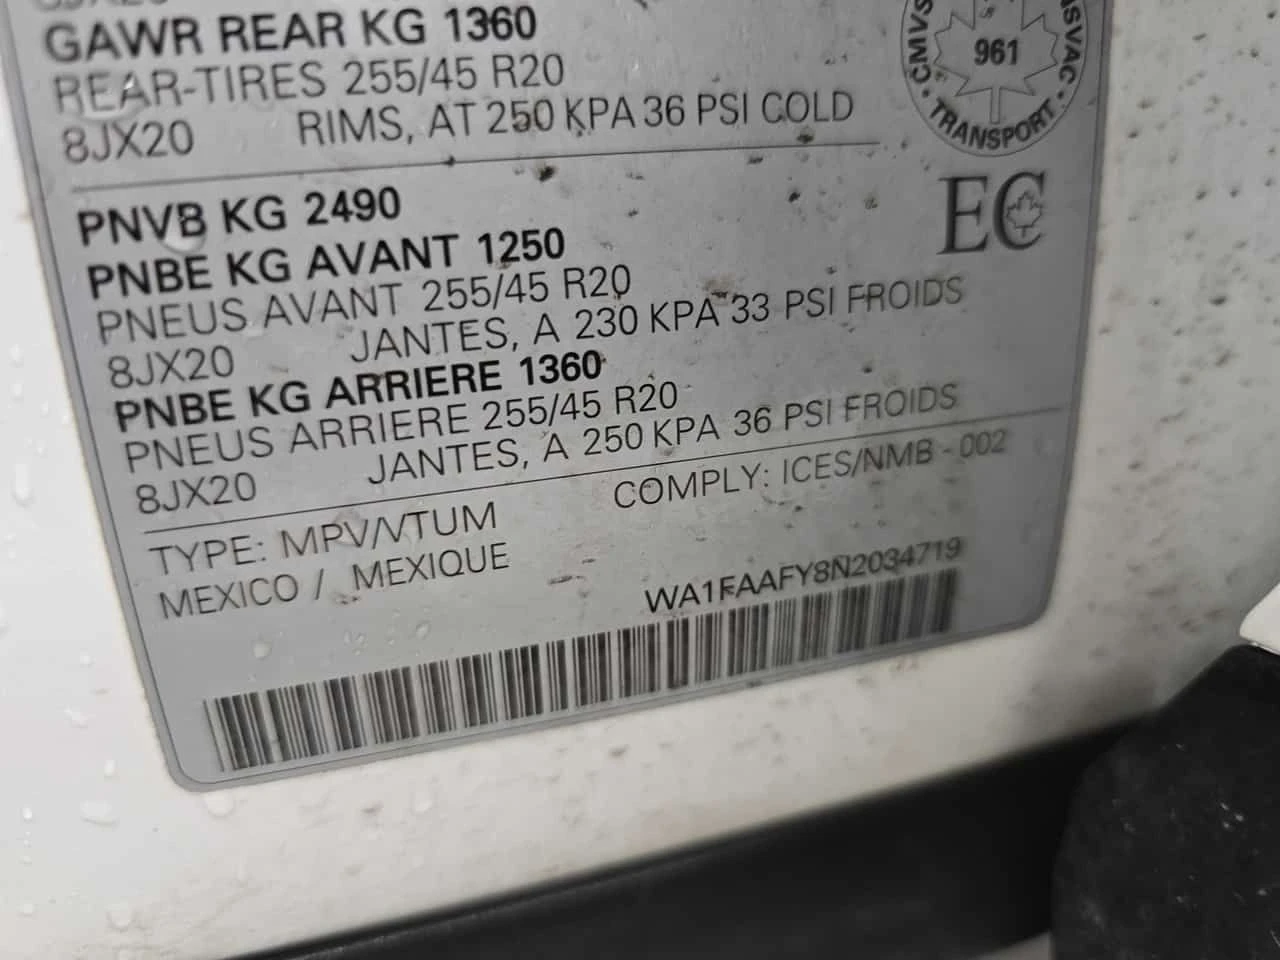 GAWR REAR KG 1360
REAR-TIRES 255/45 R20
8JX20 RIMS, AT 250 KPA 36 PSI COLD
961
TRANSPORT
EC
PNVB KG 2490
PNBE KG AVANT 1250
PNEUS AVANT 255/45 R20
8JX20 JANTES, A 230 KPA 33 PSI FROIDS
PNBE KG ARRIERE 1360
PNEUS ARRIERE 255/45 R20
8JX20 JANTES, A 250 KPA 36 PSI FROIDS
TYPE: MPV/VTUM COMPLY: ICES/NMB - 002
MEXICO / MEXIQUE
WA1FAAFY8N2034719